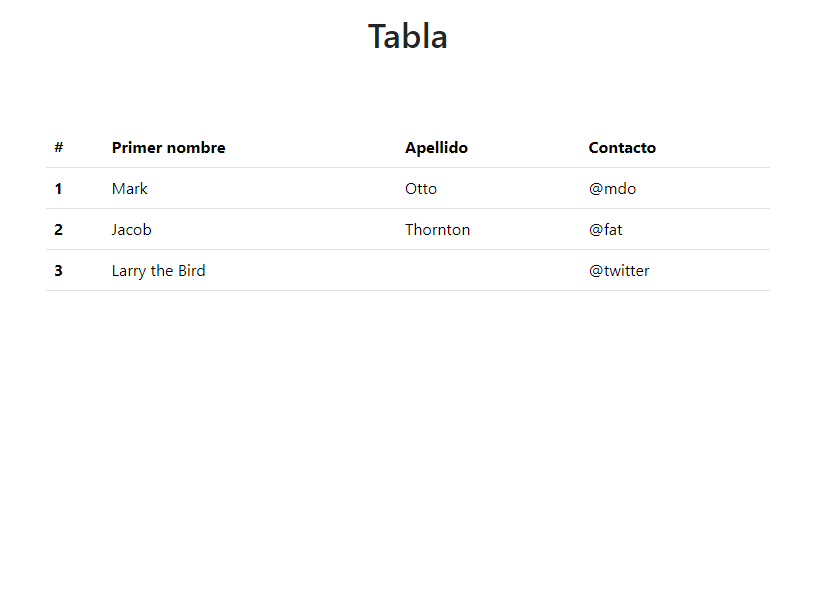 Tabla
# Primer nombre Apellido Contacto
1 Mark Otto @mdo
2 Jacob Thornton @fat
3 Larry the Bird @twitter